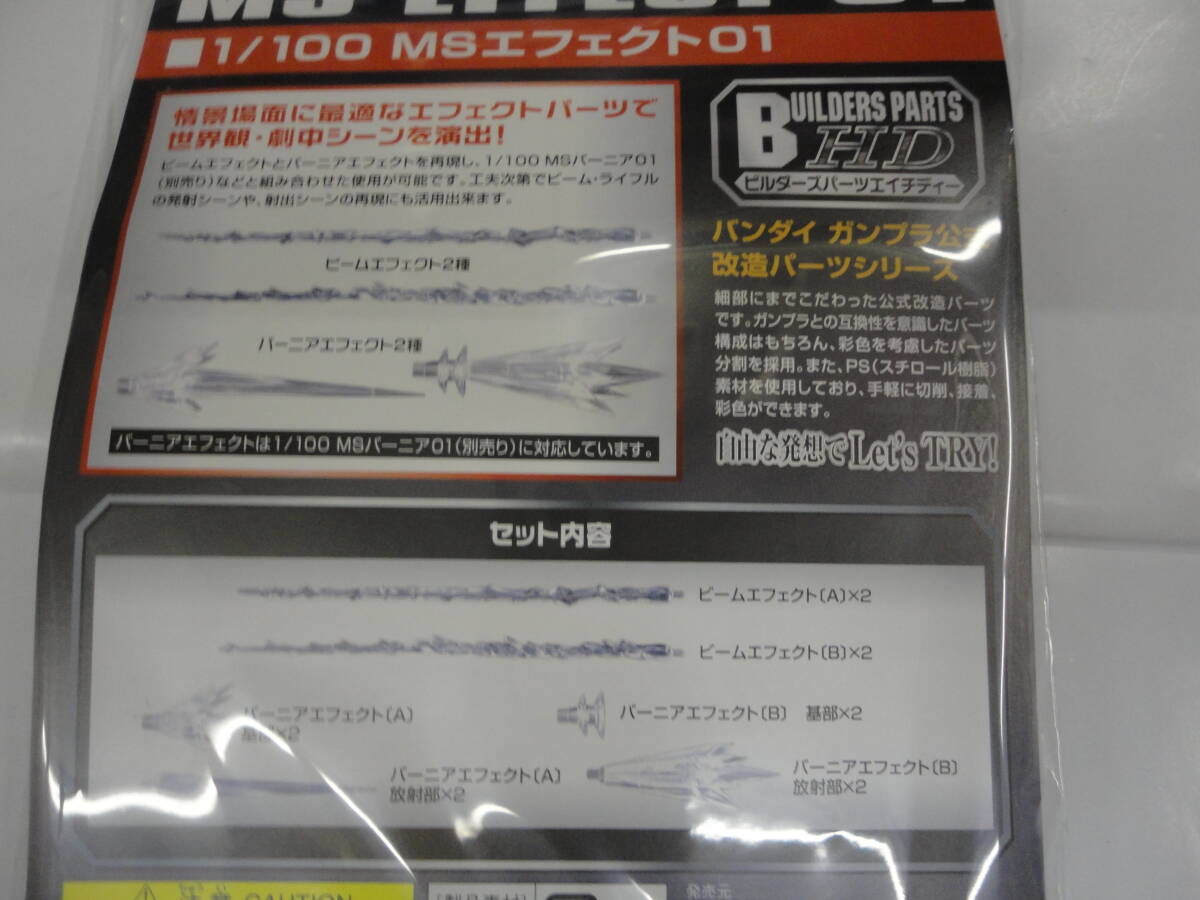 MS EFFECT 01
■1/100 MSエフェクト01
情景場面に最適なエフェクトパーツで
世界観・劇中シーンを演出!
ビームエフェクトとバーニアエフェクトを再現し、1/100 MSバーニア01
(別売り)などと組み合わせた使用が可能です。工夫次第でビーム・ライフル
の発射シーンや、射出シーンの再現にも活用出来ます。
ビームエフェクト2種
バーニアエフェクト2種
バーニアエフェクトは1/100 MSバーニア01(別売り)に対応しています。
BUILDERS PARTS
HD
ビルダーズパーツエイチディー
バンダイ ガンプラ公式
改造パーツシリーズ
細部にまでこだわった公式改造パーツ
です。ガンプラとの互換性を意識したパーツ
構成はもちろん、彩色を考慮したパーツ
分割を採用。また、PS(スチロール樹脂)
素材を使用しており、手軽に切削、接着、
彩色ができます。
自由な発想でLet's TRY!
セット内容
ビームエフェクト(A)×2
ビームエフェクト(B)×2
バーニアエフェクト(A)
基部×2
バーニアエフェクト(B) 基部×2
バーニアエフェクト(A)
放射部×2
バーニアエフェクト(B)
放射部×2
注意 CAUTION
[製品素材]
発売元